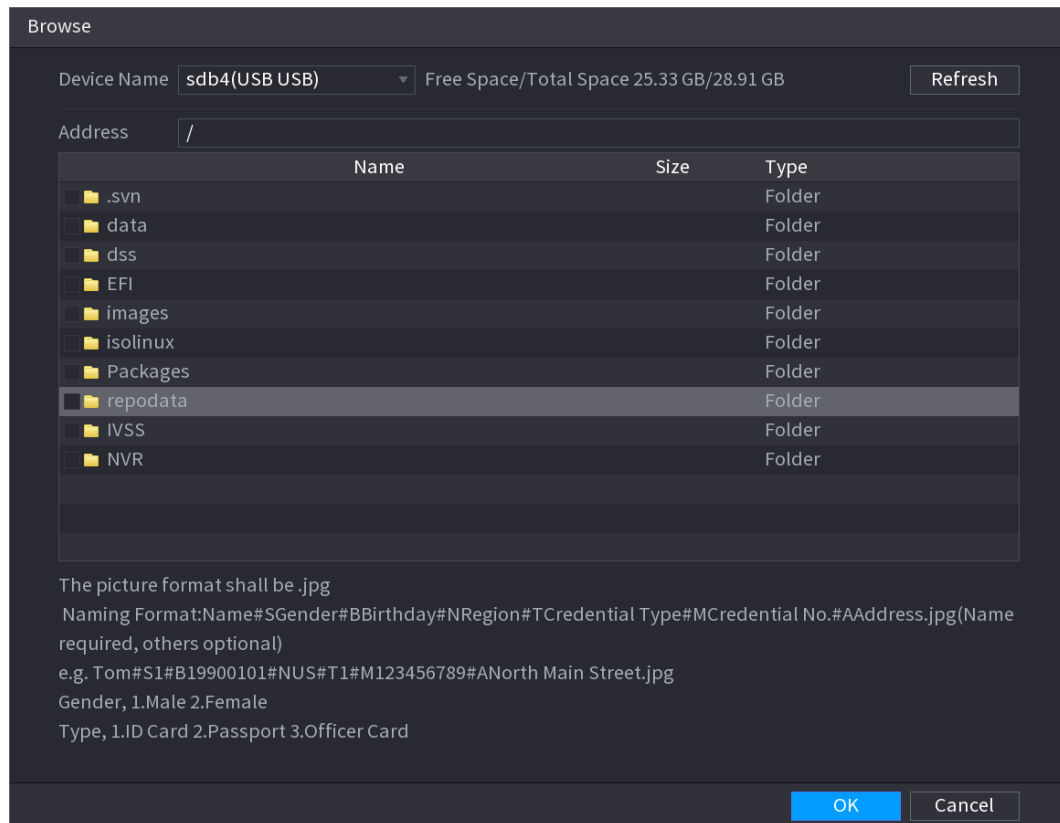 Browse
Device Name sdb4(USB USB) Free Space/Total Space 25.33 GB/28.91 GB Refresh
Address /
Name Size Type
.svn Folder
data Folder
dss Folder
EFI Folder
images Folder
isolinux Folder
Packages Folder
repodata Folder
IVSS Folder
NVR Folder
The picture format shall be .jpg
Naming Format:Name#SGender#BBirthday#NRegion#TCredential Type#MCredential No.#AAddress.jpg(Name
required, others optional)
e.g. Tom#S1#B19900101#NUS#T1#M123456789#ANorth Main Street.jpg
Gender, 1.Male 2.Female
Type, 1.ID Card 2.Passport 3.Officer Card
OK Cancel